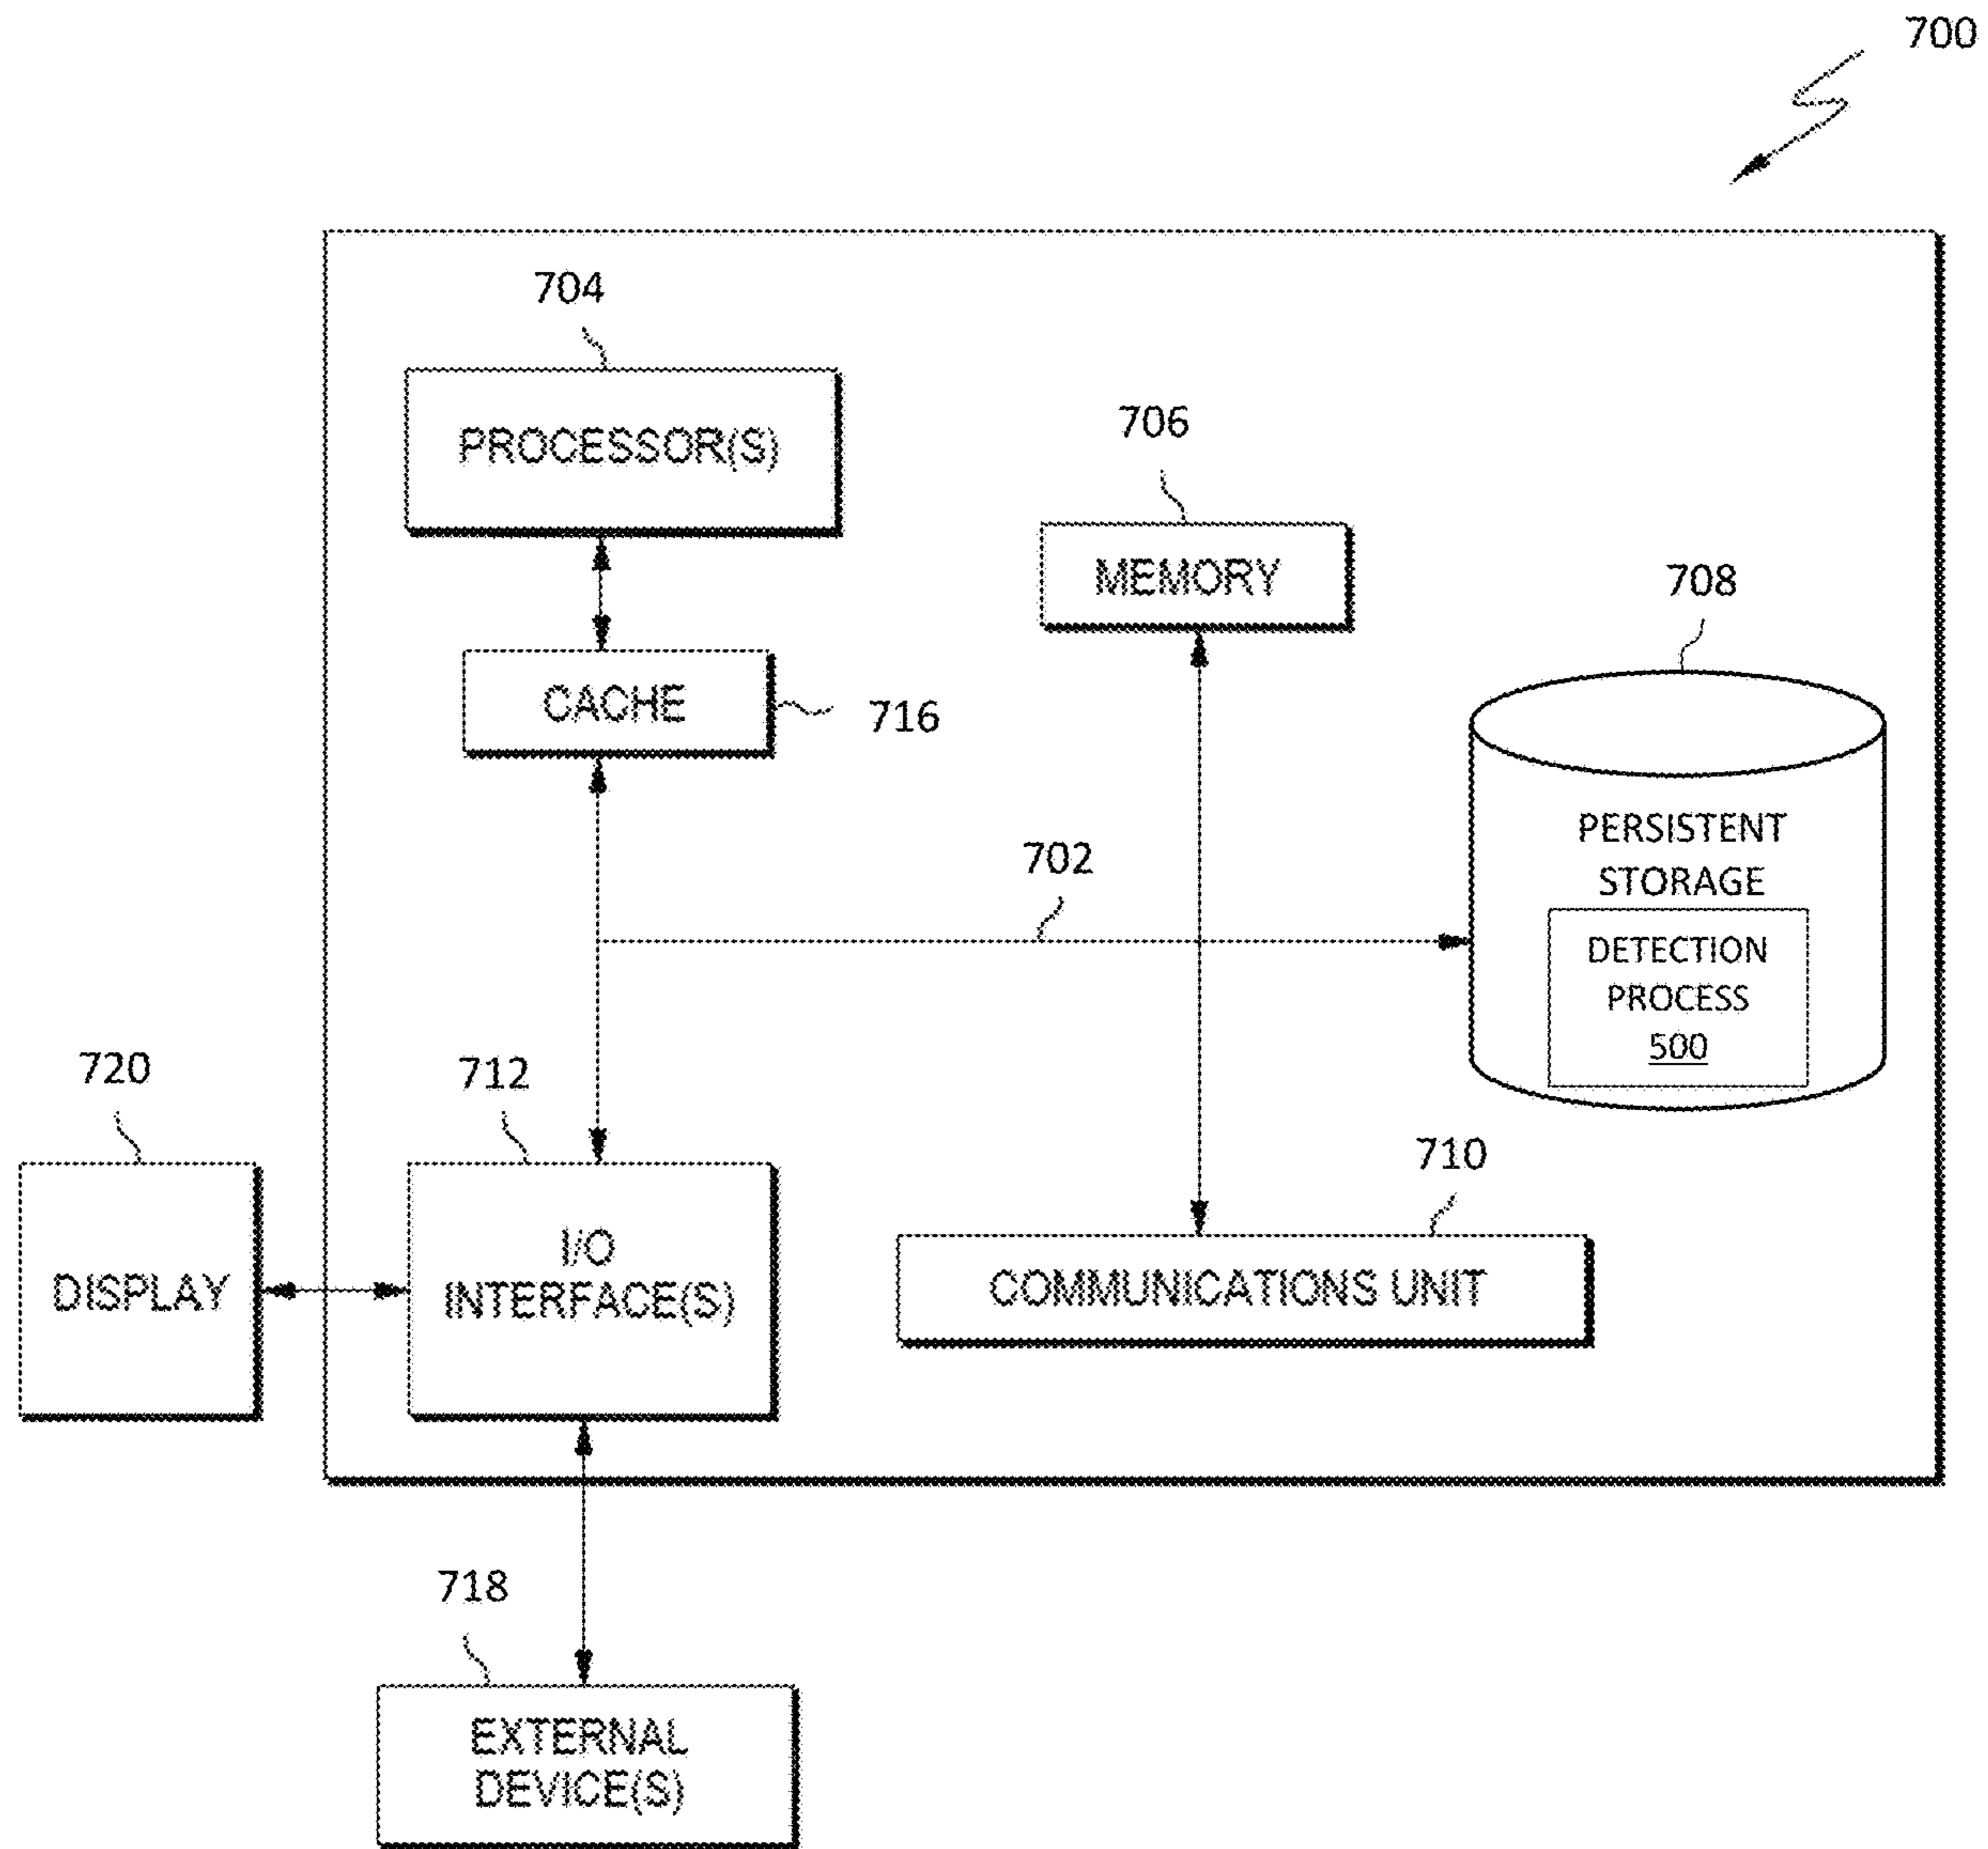 700
704
PROCESSOR(S)
706
MEMORY
708
CACHE
716
PERSISTENT
STORAGE
702
DETECTION
PROCESS
500
720
712
710
DISPLAY
I/O
INTERFACE(S)
COMMUNICATIONS UNIT
718
EXTERNAL
DEVICE(S)